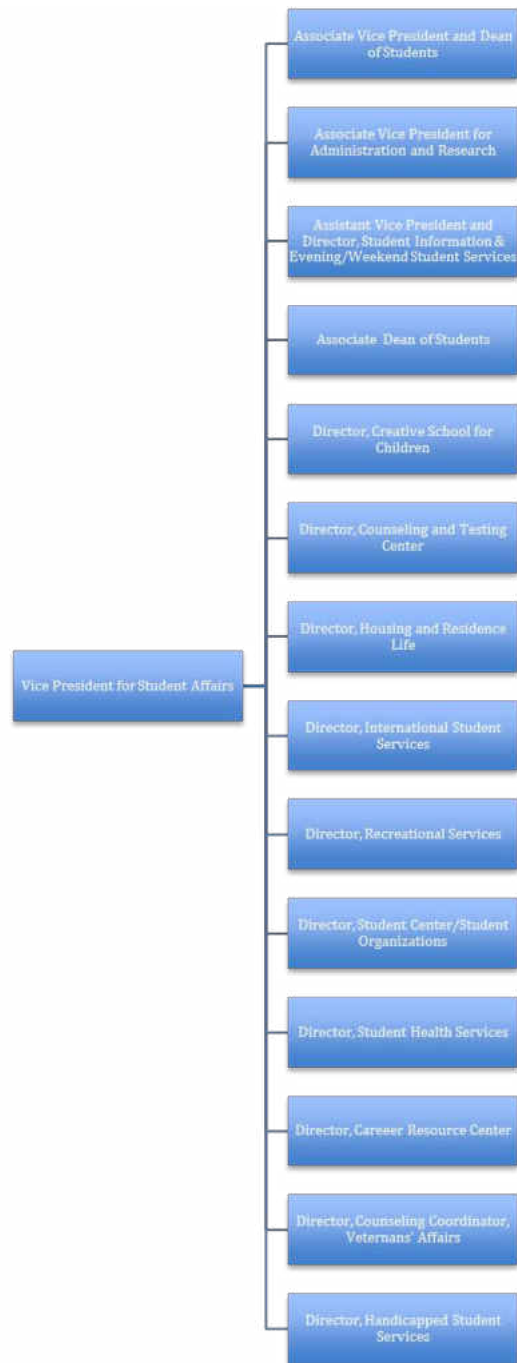 Associate Vice President and Dean
of Students
Associate Vice President for
Administration and Research
Assistant Vice President and
Director, Student Information &
Evening/Weekend Student Services
Associate Dean of Students
Director, Creative School for
Children
Director, Counseling and Testing
Center
Director, Housing and Residence
Life
Vice President for Student Affairs
Director, International Student
Services
Director, Recreational Services
Director, Student Center/Student
Organizations
Director, Student Health Services
Director, Careeer Resource Center
Director, Counseling Coordinator,
Veternans' Affairs
Director, Handicapped Student
Services